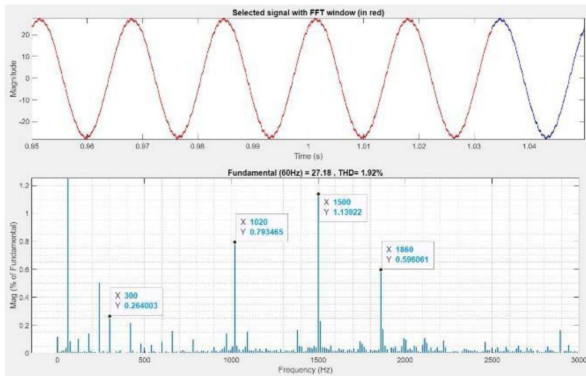 Selected signal with FFT window (in red)
20
10
0
-10
-20
Magnitude
0.95 0.96 0.97 0.98 0.99 1 1.01 1.02 1.03 1.04
Time (s)
Fundamental (60Hz) = 27.18 , THD= 1.92%
1.2
1
0.8
0.6
0.4
0.2
0
Mag (% of Fundamental)
X 300
Y 0.264003
X 1020
Y 0.793465
X 1500
Y 1.13922
X 1860
Y 0.596061
0 500 1000 1500 2000 2500 3000
Frequency (Hz)